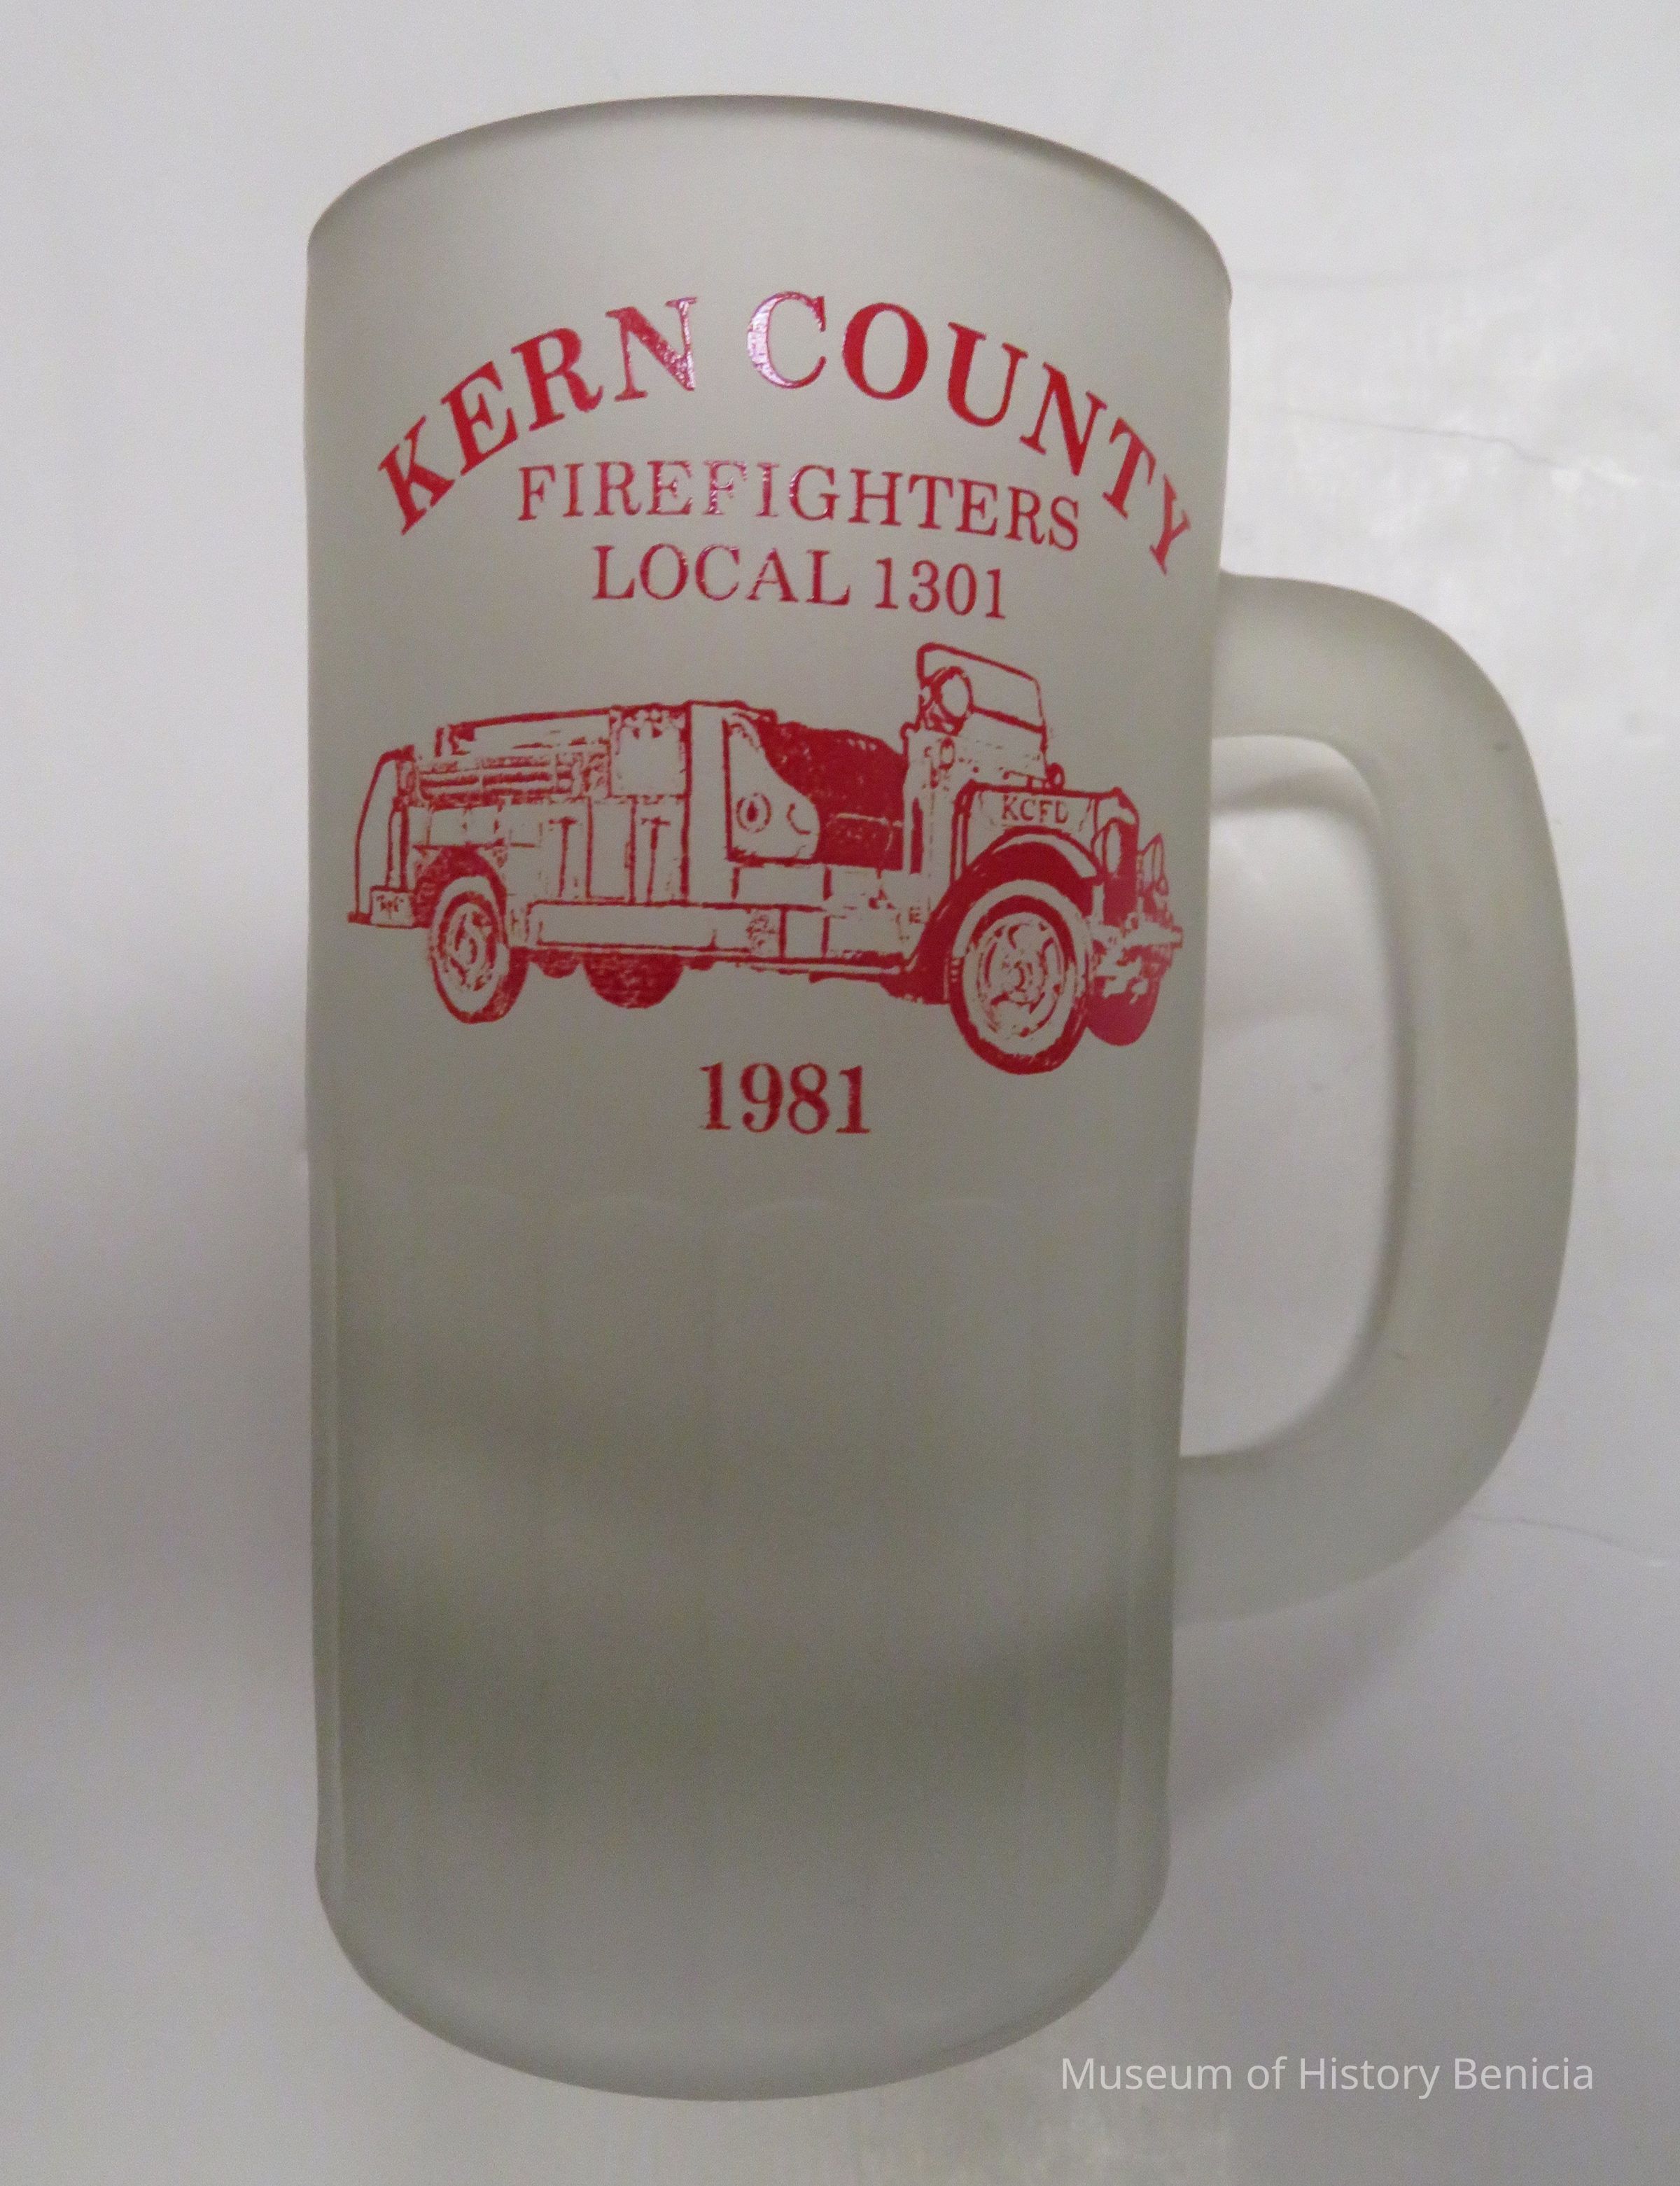 KERN COUNTY
FIREFIGHTERS
LOCAL 1301
KCFD
1981
Museum of History Benicia